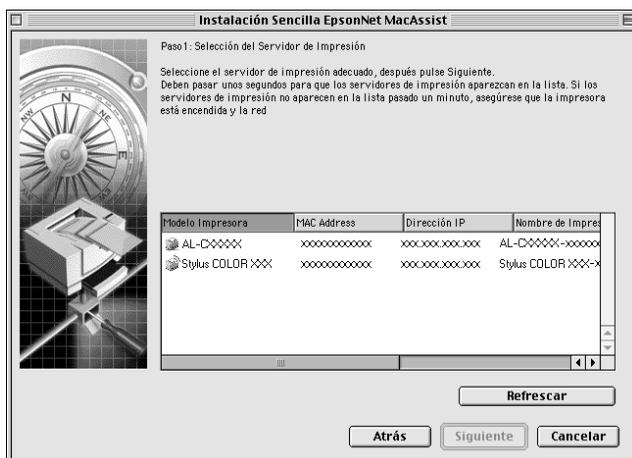 Instalación Sencilla EpsonNet MacAssist
Paso1: Selección del Servidor de Impresión
Seleccione el servidor de impresión adecuado, después pulse Siguiente.
Deben pasar unos segundos para que los servidores de impresión aparezcan en la lista. Si los
servidores de impresión no aparecen en la lista pasado un minuto, asegúrese que la impresora
está encendida y la red
N
NE
E
Modelo Impresora MAC Address Dirección IP Nombre de Impres
AL-CXXXXX XXXXXXXXXXXX XXX.XXX.XXX.XXX AL-CXXXXX-XXXXXX
Stylus COLOR XXX XXXXXXXXXXXX XXX.XXX.XXX.XXX Stylus COLOR XXX-X
Refrescar
Atrás Siguiente Cancelar